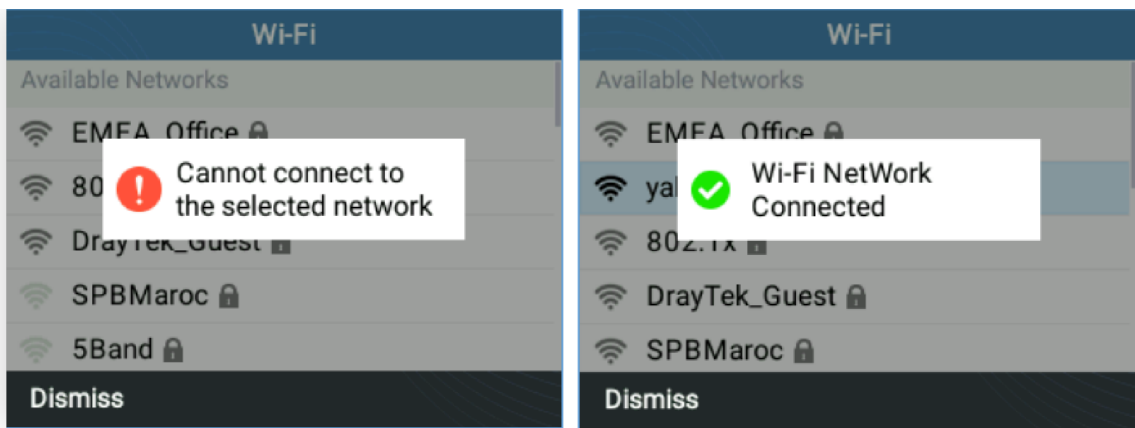 Wi-Fi
Available Networks
EMEA_Office
Cannot connect to
the selected network
DrayTek_Guest
SPBMaroc
5Band
Dismiss
Wi-Fi
Available Networks
EMEA_Office
Wi-Fi NetWork
Connected
802.1x
DrayTek_Guest
SPBMaroc
Dismiss